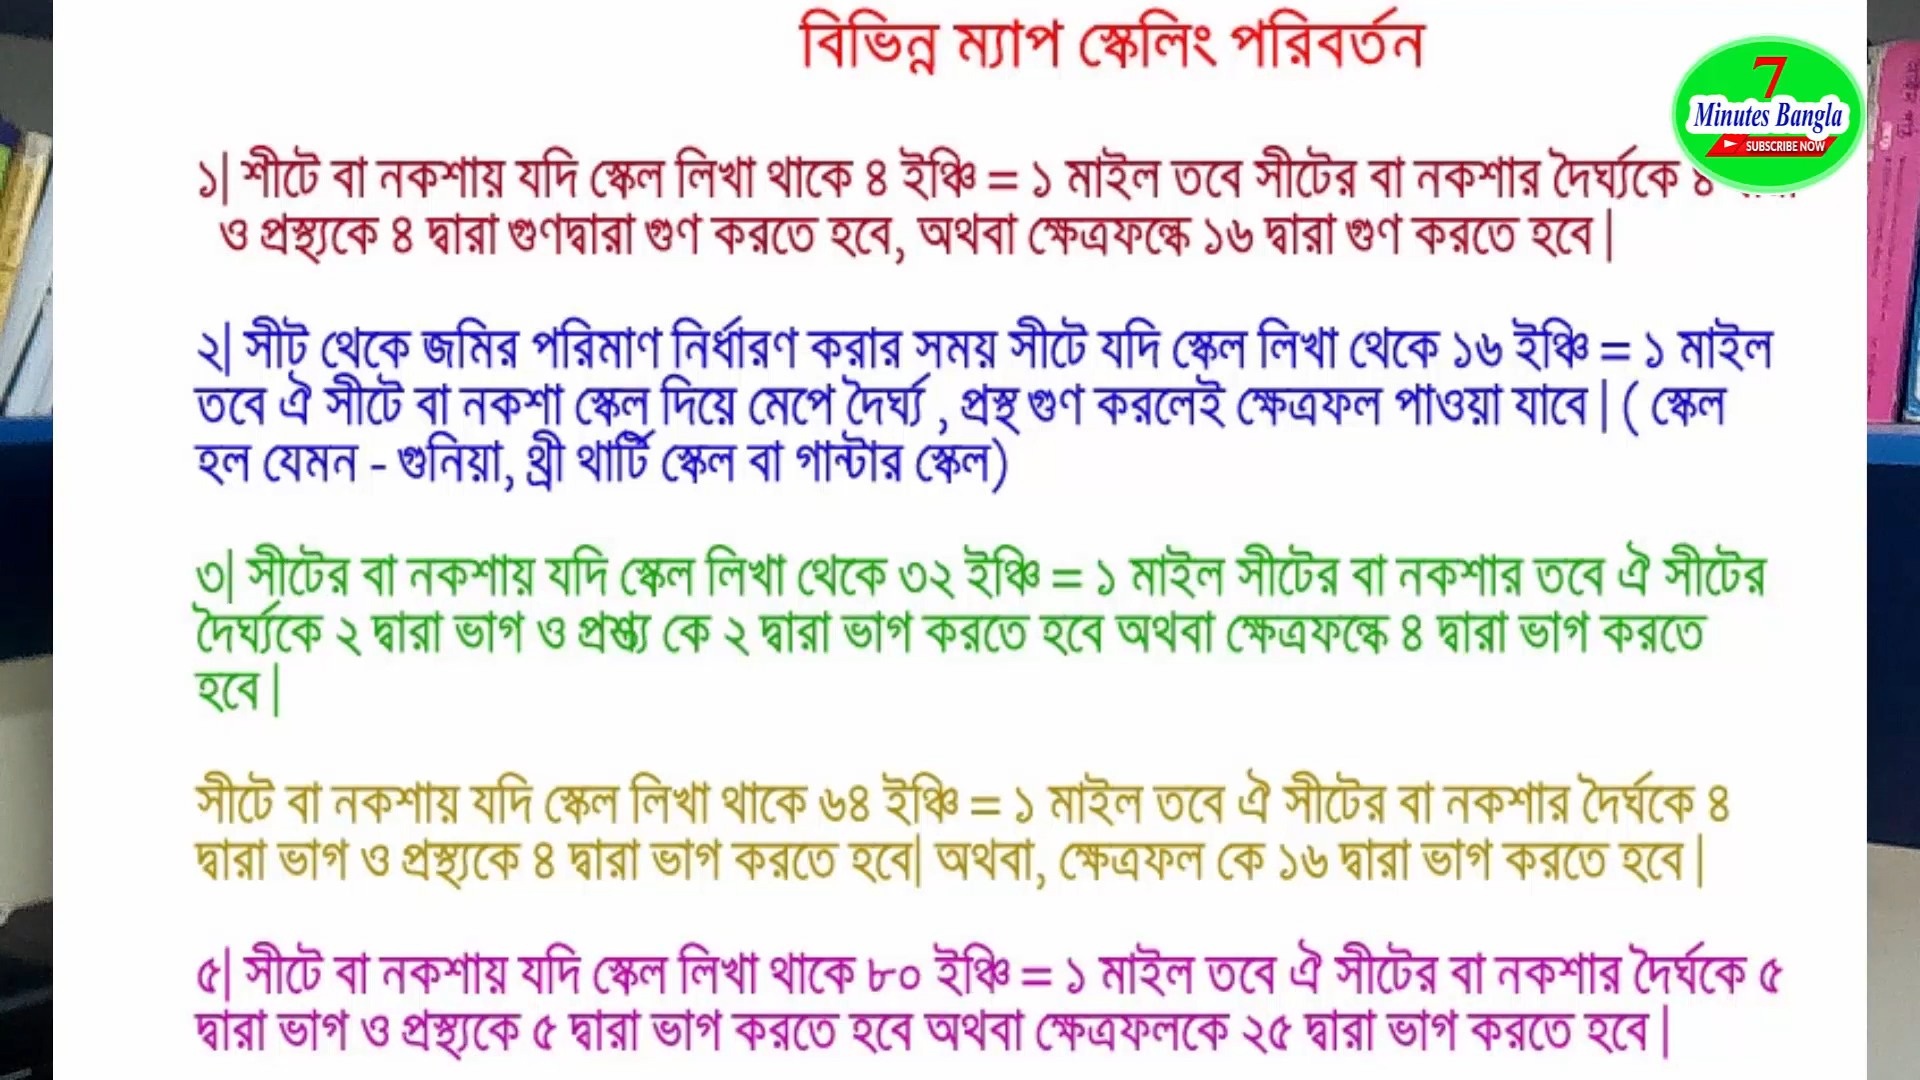 বিভিন্ন ম্যাপ স্কেলিং পরিবর্তন
7
Minutes Bangla
SUBSCRIBE NOW
১| শীটে বা নকশায় যদি স্কেল লিখা থাকে ৪ ইঞ্চি = ১ মাইল তবে সীটের বা নকশার দৈর্ঘ্যকে ৪
ও প্রস্থ্যকে ৪ দ্বারা গুণদ্বারা গুণ করতে হবে, অথবা ক্ষেত্রফল্কে ১৬ দ্বারা গুণ করতে হবে |
২| সীট থেকে জমির পরিমাণ নির্ধারণ করার সময় সীটে যদি স্কেল লিখা থেকে ১৬ ইঞ্চি = ১ মাইল
তবে ঐ সীটে বা নকশা স্কেল দিয়ে মেপে দৈর্ঘ্য , প্রস্থ গুণ করলেই ক্ষেত্রফল পাওয়া যাবে | ( স্কেল
হল যেমন - গুনিয়া, থ্রী থার্টি স্কেল বা গান্টার স্কেল)
৩| সীটের বা নকশায় যদি স্কেল লিখা থেকে ৩২ ইঞ্চি = ১ মাইল সীটের বা নকশার তবে ঐ সীটের
দৈর্ঘ্যকে ২ দ্বারা ভাগ ও কে ২ দ্বারা ভাগ করতে হবে অথবা ক্ষেত্রফল্কে ৪ দ্বারা ভাগ করতে
হবে |
সীটে বা নকশায় যদি স্কেল লিখা থাকে ৬৪ ইঞ্চি = ১ মাইল তবে ঐ সীটের বা নকশার দৈর্ঘকে ৪
দ্বারা ভাগ ও প্রস্থ্যকে ৪ দ্বারা ভাগ করতে হবে| অথবা, ক্ষেত্রফল কে ১৬ দ্বারা ভাগ করতে হবে |
৫| সীটে বা নকশায় যদি স্কেল লিখা থাকে ৮০ ইঞ্চি = ১ মাইল তবে ঐ সীটের বা নকশার দৈর্ঘকে ৫
দ্বারা ভাগ ও প্রস্থ্যকে ৫ দ্বারা ভাগ করতে হবে অথবা ক্ষেত্রফলকে ২৫ দ্বারা ভাগ করতে হবে |